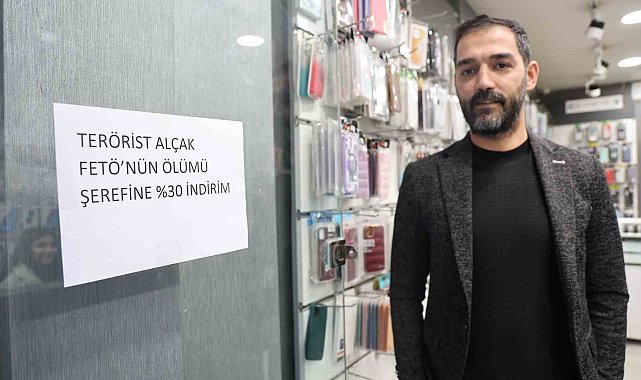 TERÖRİST ALÇAK
FETÖ'NÜN ÖLÜMÜ
ŞEREFİNE %30 İNDİRİM